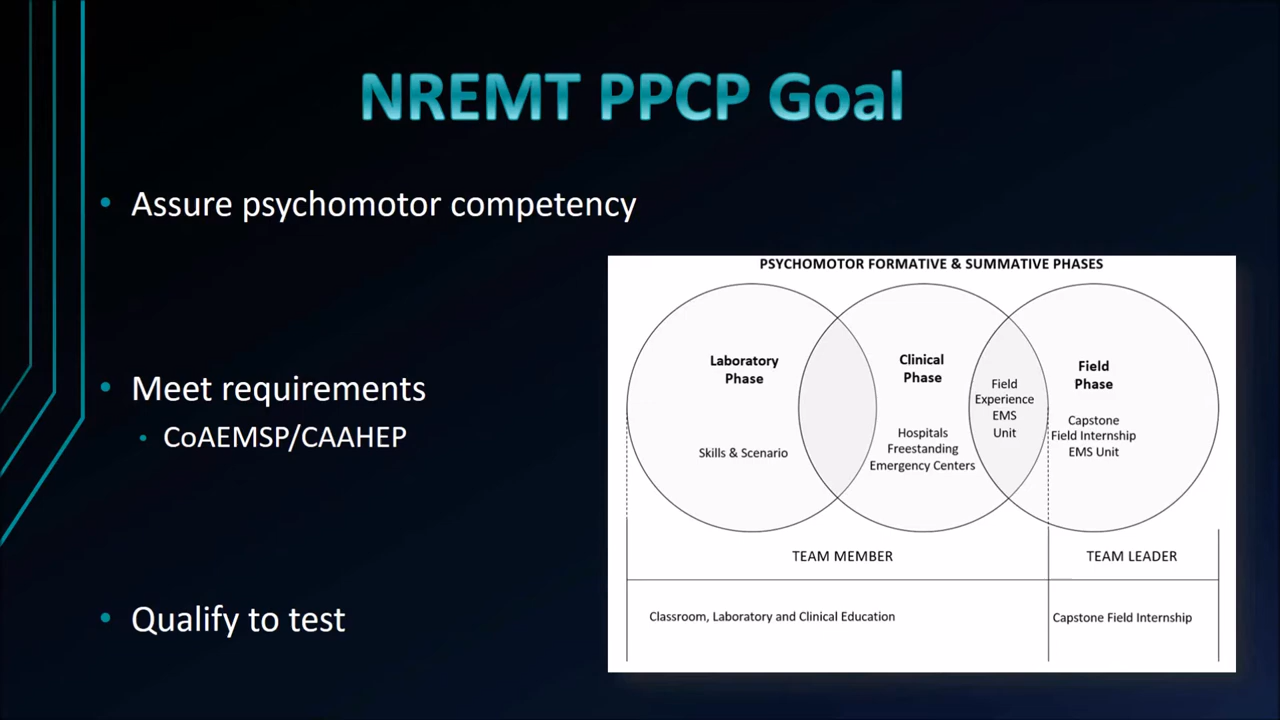 NREMT PPCP Goal
• Assure psychomotor competency
• Meet requirements
• CoAEMSP/CAAHEP
• Qualify to test
PSYCHOMOTOR FORMATIVE & SUMMATIVE PHASES
Laboratory
Phase
Skills & Scenario
Clinical
Phase
Hospitals
Freestanding
Emergency Centers
Field
Experience
EMS
Unit
Field
Phase
Capstone
Field Internship
EMS Unit
TEAM MEMBER
TEAM LEADER
Classroom, Laboratory and Clinical Education
Capstone Field Internship